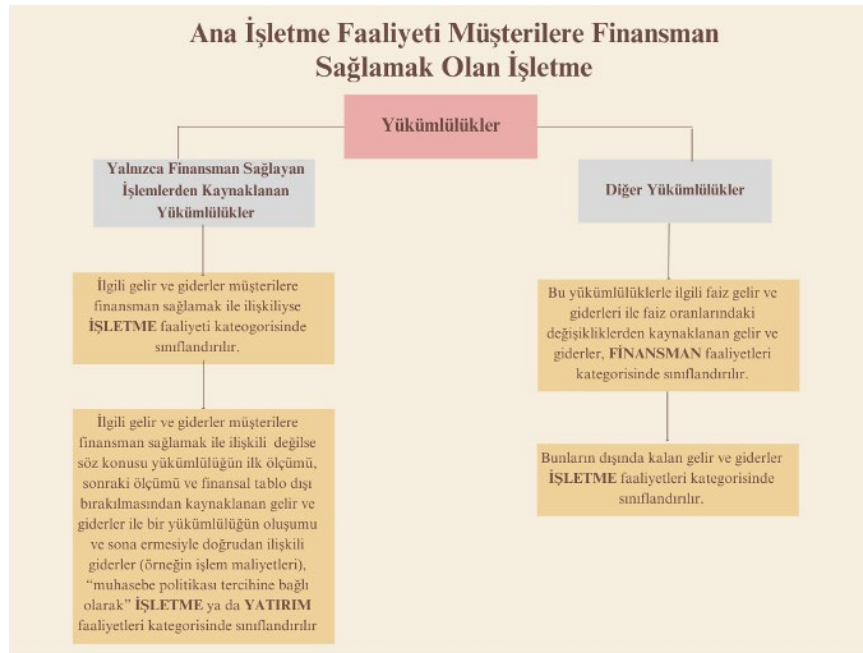 Ana İşletme Faaliyeti Müşterilere Finansman
Sağlamak Olan İşletme
Yükümlülükler
Yalnızca Finansman Sağlayan
İşlemlerden Kaynaklanan
Yükümlülükler
İlgili gelir ve giderler müşterilere
finansman sağlamak ile ilişkiliyse
İŞLETME faaliyeti kateogorisinde
sınıflandırılır.
İlgili gelir ve giderler müşterilere
finansman sağlamak ile ilişkili değilse
söz konusu yükümlülüğün ilk ölçümü,
sonraki ölçümü ve finansal tablo dışı
bırakılmasından kaynaklanan gelir ve
giderler ile bir yükümlülüğün oluşumu
ve sona ermesiyle doğrudan ilişkili
giderler (örneğin işlem maliyetleri),
“muhasebe politikası tercihine bağlı
olarak” İŞLETME ya da YATIRIM
faaliyetleri kategorisinde sınıflandırılır
Diğer Yükümlülükler
Bu yükümlülüklerle ilgili faiz gelir ve
giderleri ile faiz oranlarındaki
değişikliklerden kaynaklanan gelir ve
giderler, FİNANSMAN faaliyetleri
kategorisinde sınıflandırılır.
Bunların dışında kalan gelir ve giderler
İŞLETME faaliyetleri kategorisinde
sınıflandırılır.